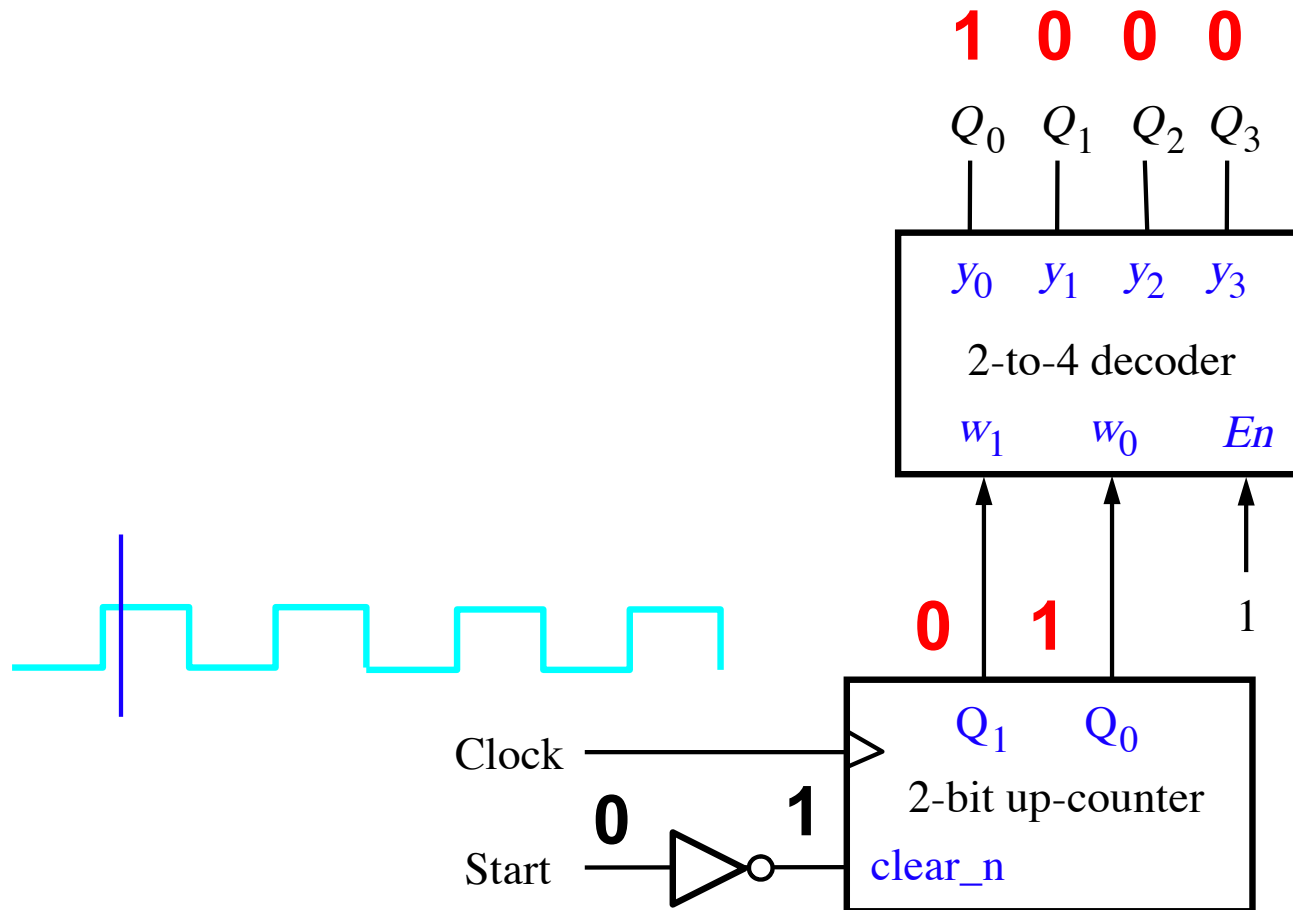 1 0 0 0
Q0 Q1 Q2 Q3
y0 y1 y2 y3
2-to-4 decoder
w1 w0 En
0 1 1
Q1 Q0
Clock
2-bit up-counter
0 1
Start
clear_n